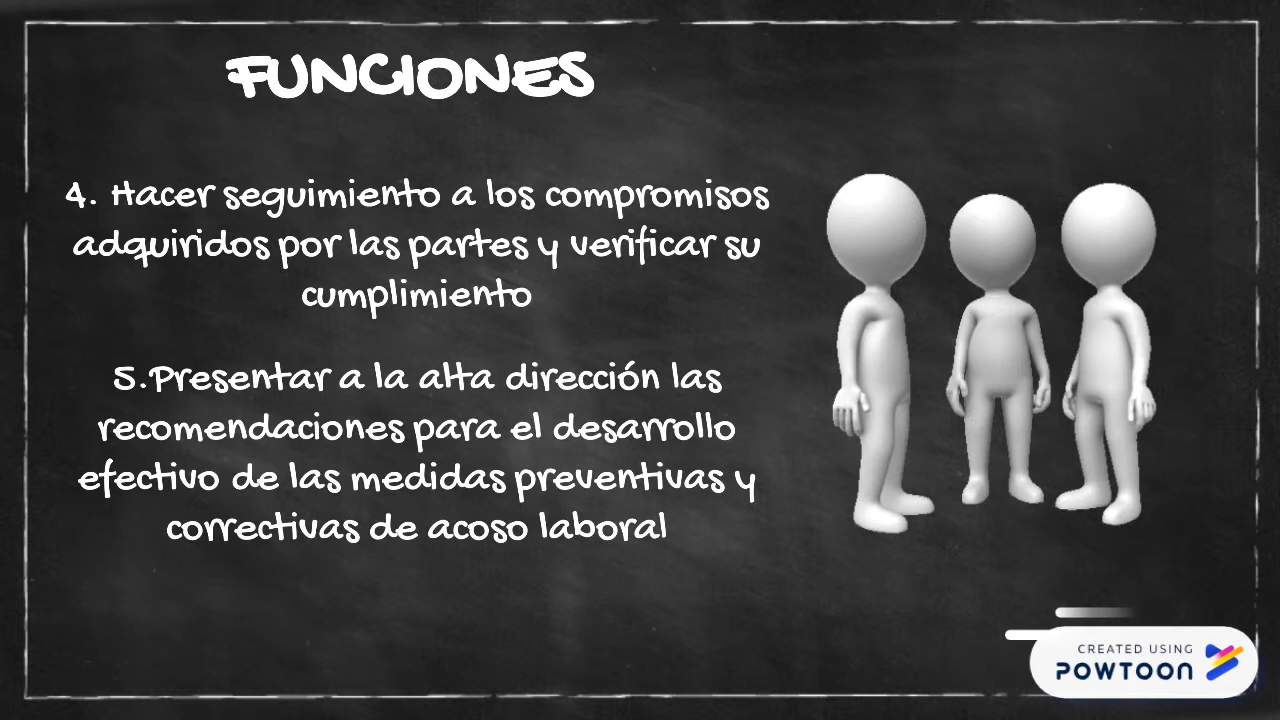 FUNCIONES
4. Hacer seguimiento a los compromisos
adquiridos por las partes y verificar su
cumplimiento
5.Presentar a la alta dirección las
recomendaciones para el desarrollo
efectivo de las medidas preventivas y
correctivas de acoso laboral
CREATED USING
POWTOON